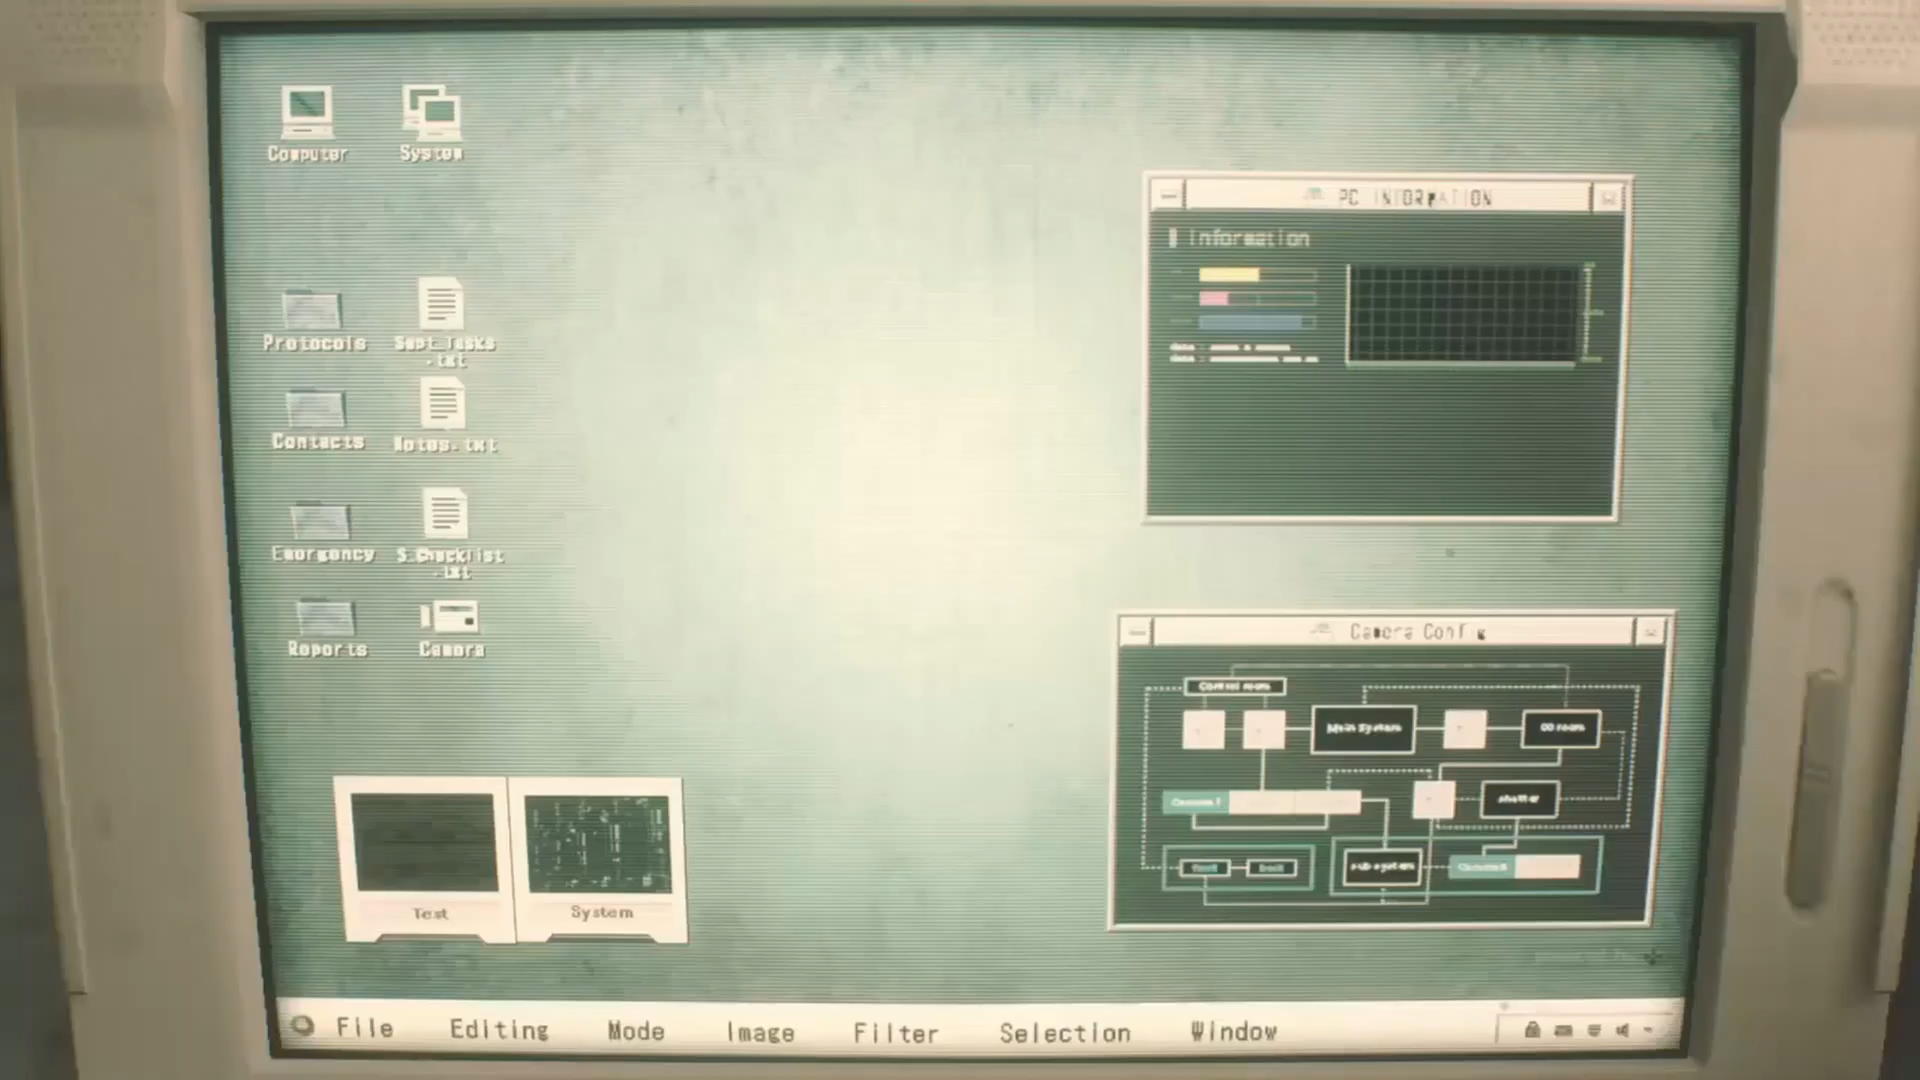 Computer
System
PC INFORMATION
Information
Protocols
Sept_Tasks
.txt
Contacts
Notes.txt
Emergency
S.Checklist
.txt
Reports
Camera
Camera Config
Control room
Main System
shutter
sub system
Test
System
File
Editing
Mode
Image
Filter
Selection
Window